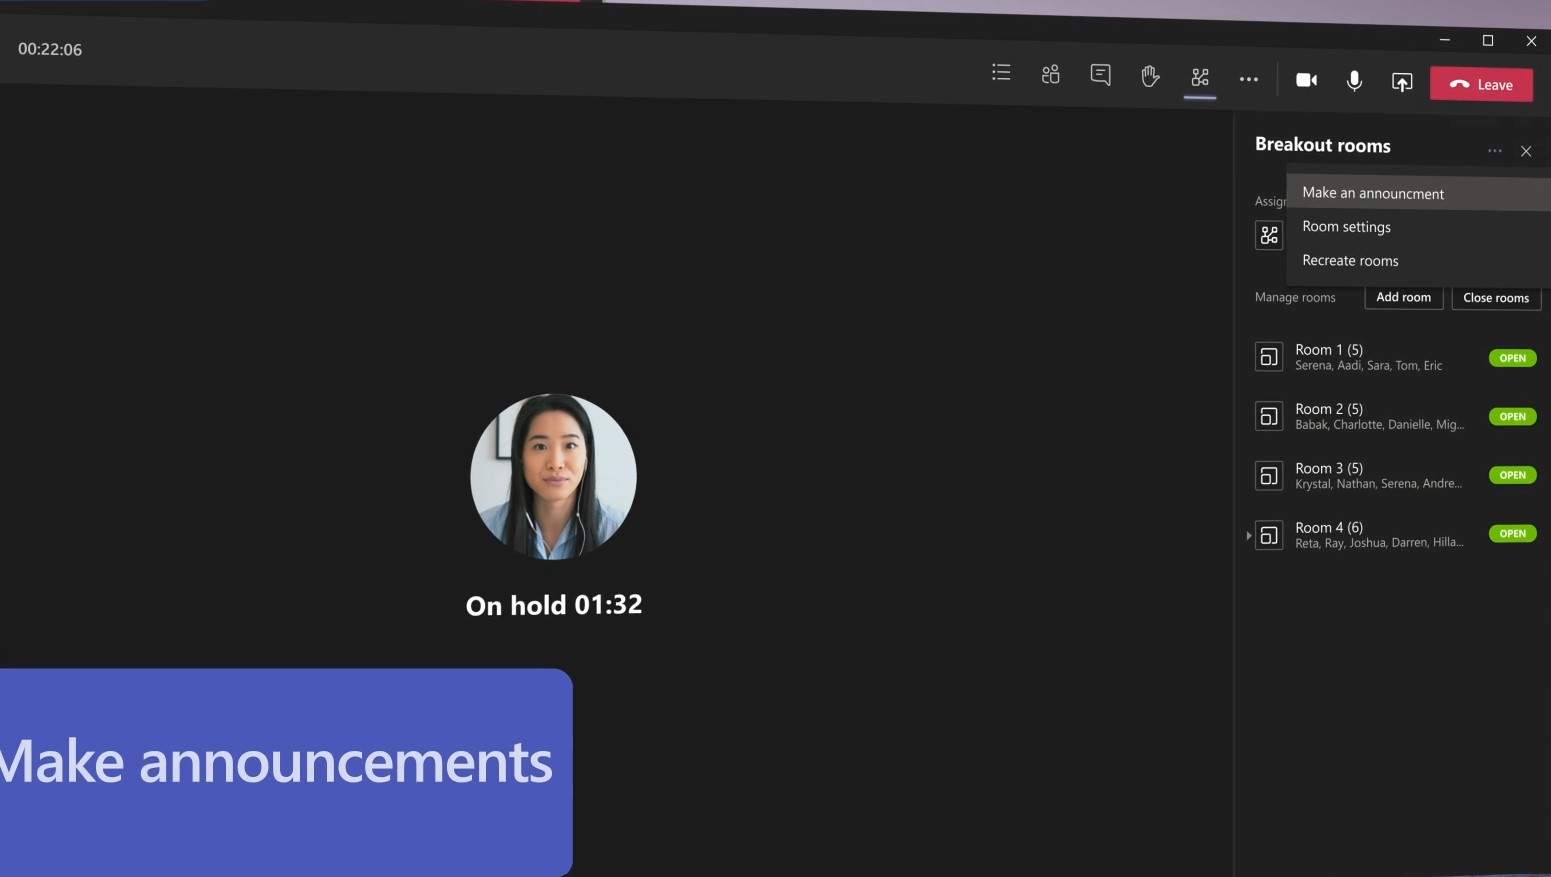 00:22:06
Leave
Breakout rooms
Make an announcment
Assign
Room settings
Recreate rooms
Manage rooms
Add room
Close rooms
Room 1 (5)
Serena, Aadi, Sara, Tom, Eric
OPEN
Room 2 (5)
Babak, Charlotte, Danielle, Mig...
OPEN
Room 3 (5)
Krystal, Nathan, Serena, Andre...
OPEN
Room 4 (6)
Reta, Ray, Joshua, Darren, Hilla...
OPEN
On hold 01:32
Make announcements